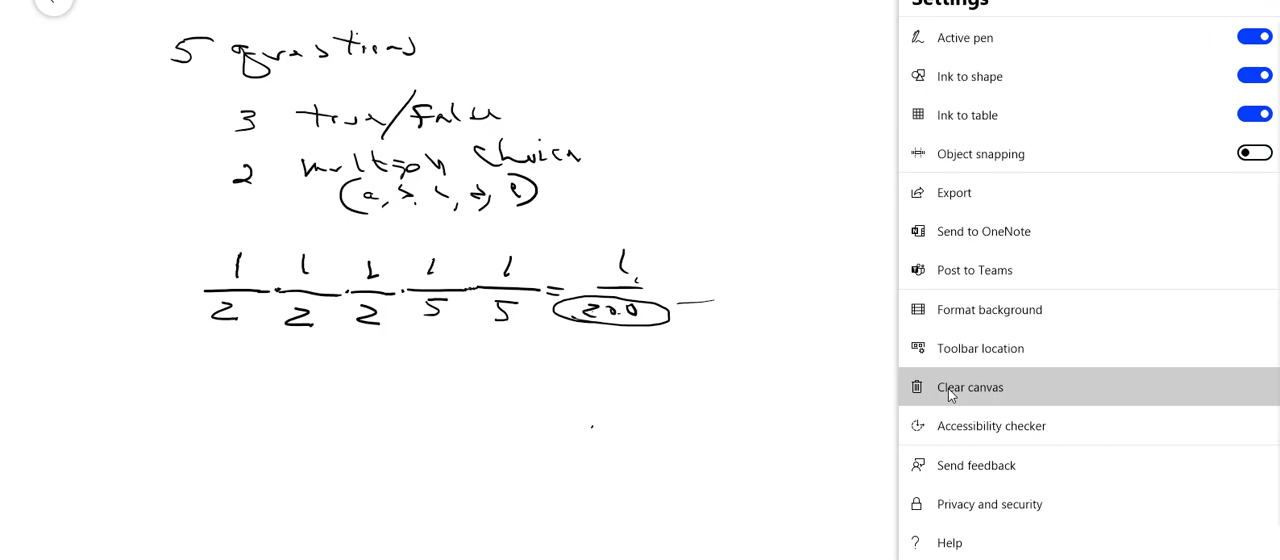 5 questions
3 true/false
2 multiple choice
(a, b, c, d, e)
1/2 · 1/2 · 1/2 · 1/5 · 1/5 = 1/200
Settings
Active pen
Ink to shape
Ink to table
Object snapping
Export
Send to OneNote
Post to Teams
Format background
Toolbar location
Clear canvas
Accessibility checker
Send feedback
Privacy and security
Help